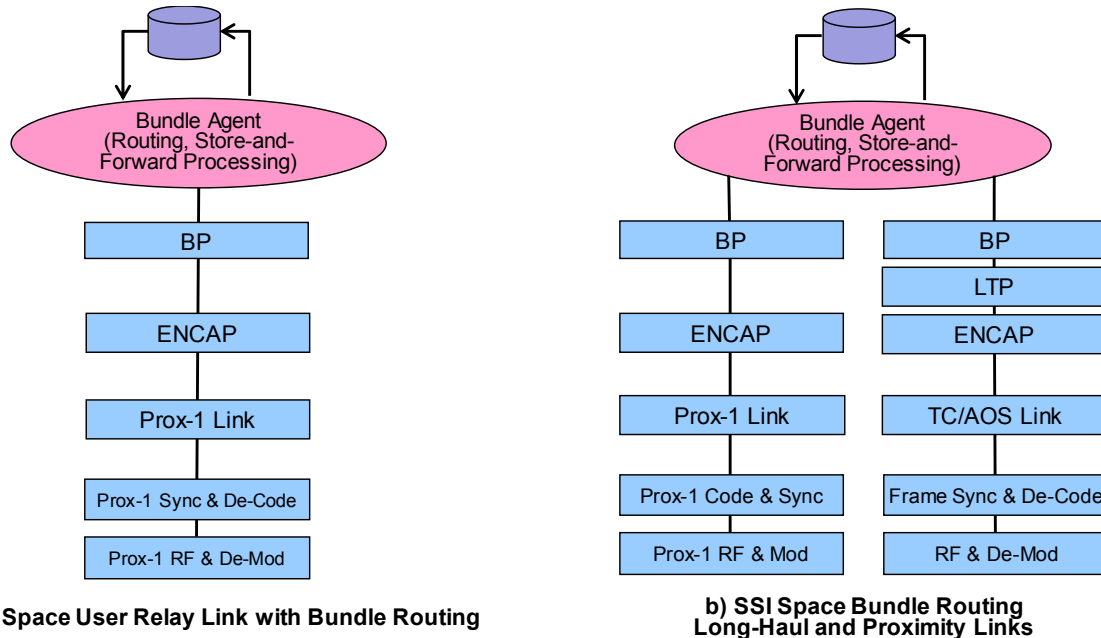 Bundle Agent
(Routing, Store-and-
Forward Processing)
BP
ENCAP
Prox-1 Link
Prox-1 Sync & De-Code
Prox-1 RF & De-Mod
Space User Relay Link with Bundle Routing
Bundle Agent
(Routing, Store-and-
Forward Processing)
BP
ENCAP
Prox-1 Link
Prox-1 Code & Sync
Prox-1 RF & Mod
BP
LTP
ENCAP
TC/AOS Link
Frame Sync & De-Code
RF & De-Mod
b) SSI Space Bundle Routing
Long-Haul and Proximity Links